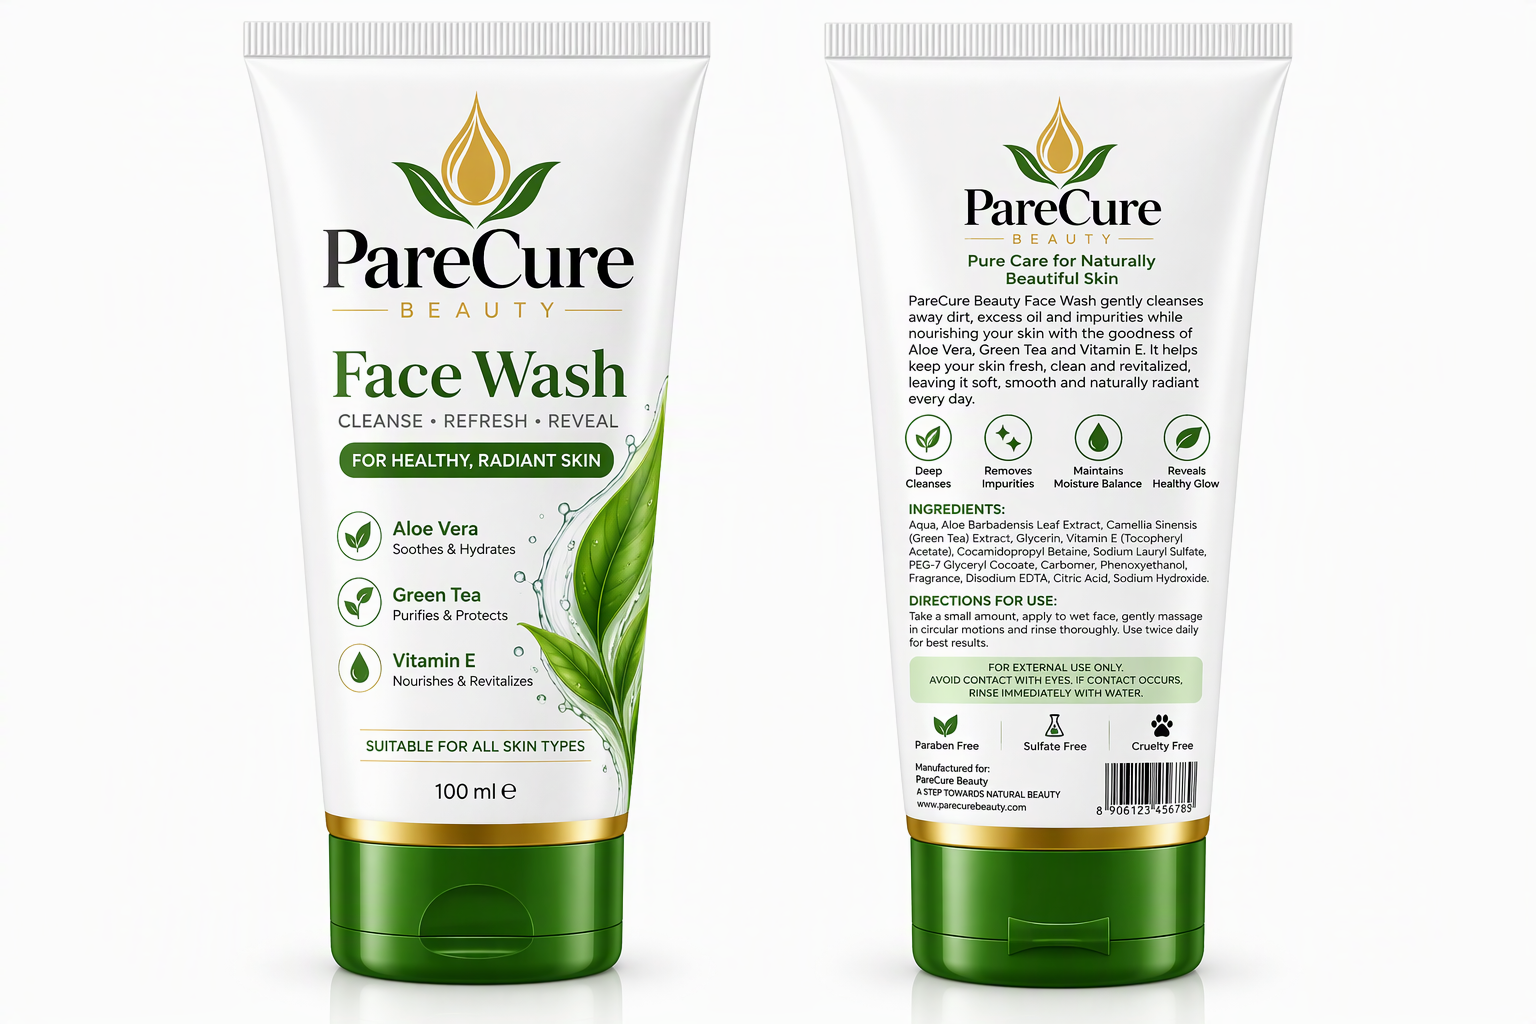 PareCure
BEAUTY
Face Wash
CLEANSE • REFRESH • REVEAL
FOR HEALTHY, RADIANT SKIN
Aloe Vera
Soothes & Hydrates
Green Tea
Purifies & Protects
Vitamin E
Nourishes & Revitalizes
SUITABLE FOR ALL SKIN TYPES
100 ml ℮
PareCure
BEAUTY
Pure Care for Naturally
Beautiful Skin
PareCure Beauty Face Wash gently cleanses
away dirt, excess oil and impurities while
nourishing your skin with the goodness of
Aloe Vera, Green Tea and Vitamin E. It helps
keep your skin fresh, clean and revitalized,
leaving it soft, smooth and naturally radiant
every day.
Deep
Cleanses
Removes
Impurities
Maintains
Moisture Balance
Reveals
Healthy Glow
INGREDIENTS:
Aqua, Aloe Barbadensis Leaf Extract, Camellia Sinensis
(Green Tea) Extract, Glycerin, Vitamin E (Tocopheryl
Acetate), Cocamidopropyl Betaine, Sodium Lauryl Sulfate,
PEG-7 Glyceryl Cocoate, Carbomer, Phenoxyethanol,
Fragrance, Disodium EDTA, Citric Acid, Sodium Hydroxide.
DIRECTIONS FOR USE:
Take a small amount, apply to wet face, gently massage
in circular motions and rinse thoroughly. Use twice daily
for best results.
FOR EXTERNAL USE ONLY.
AVOID CONTACT WITH EYES. IF CONTACT OCCURS,
RINSE IMMEDIATELY WITH WATER.
Paraben Free
Sulfate Free
Cruelty Free
Manufactured for:
PareCure Beauty
A STEP TOWARDS NATURAL BEAUTY
www.parecurebeauty.com
8 906123 456789